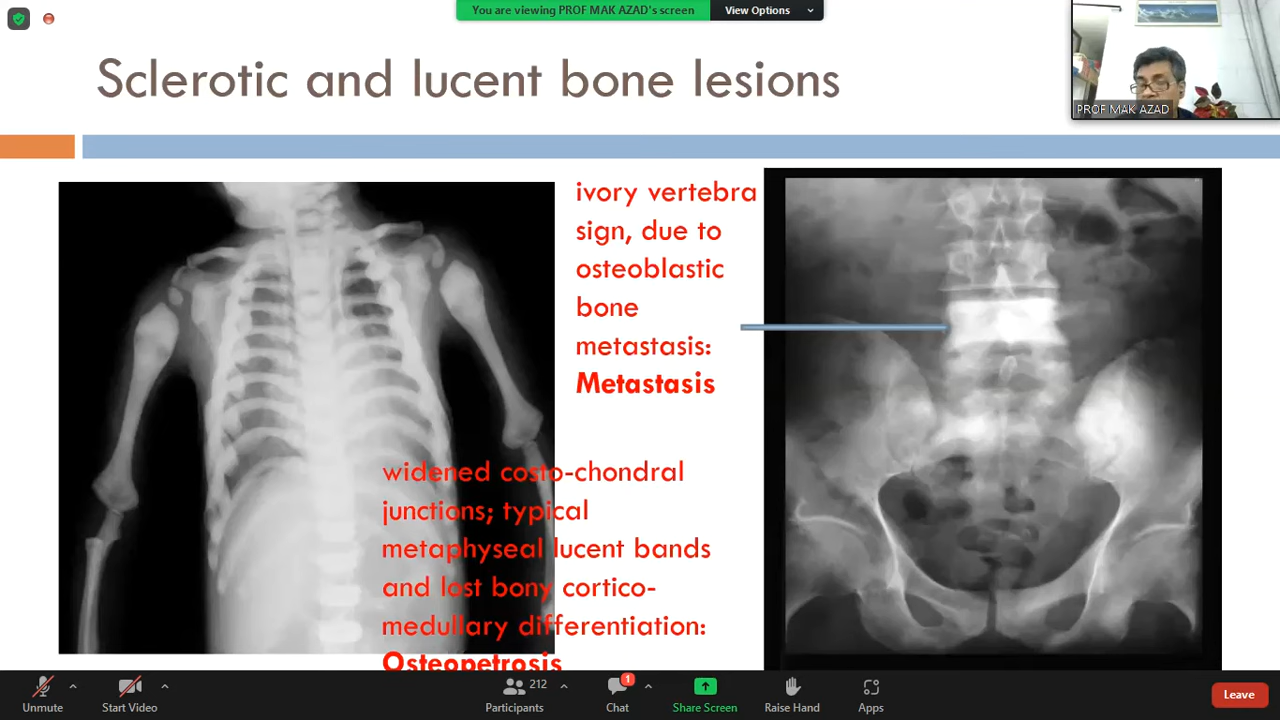 You are viewing PROF MAK AZAD's screen
View Options
Sclerotic and lucent bone lesions
PROF MAK AZAD
ivory vertebra
sign, due to
osteoblastic
bone
metastasis:
Metastasis
widened costo-chondral
junctions; typical
metaphyseal lucent bands
and lost bony cortico-
medullary differentiation:
Osteopetrosis
Unmute
Start Video
212
Participants
1
Chat
Share Screen
Raise Hand
Apps
Leave